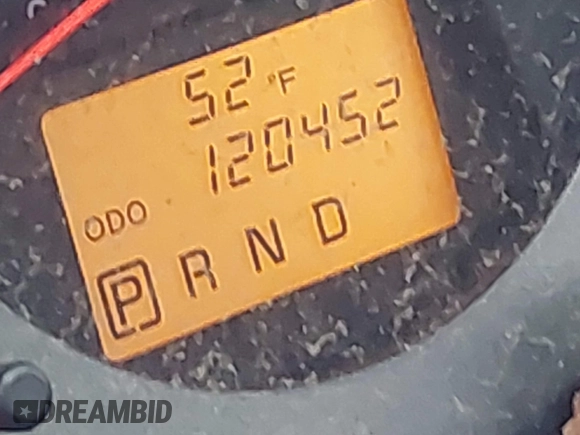 52 °F
120452
ODO
P R N D
DREAMBID